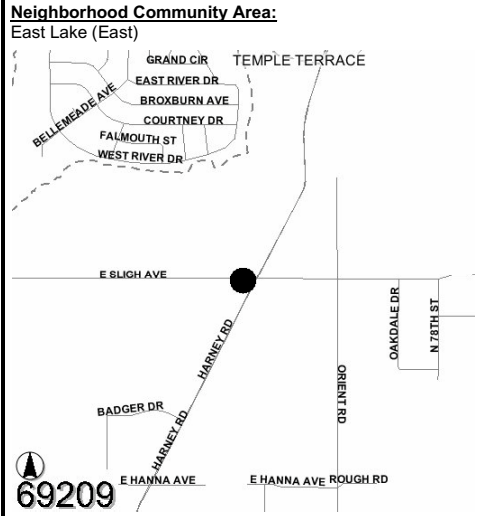 Neighborhood Community Area:
East Lake (East)
GRAND CIR
TEMPLE TERRACE
EAST RIVER DR
BELLEMEADE AVE
BROXBURN AVE
COURTNEY DR
FALMOUTH ST
WEST RIVER DR
E SLIGH AVE
OAKDALE DR
N 78TH ST
HARNEY RD
ORIENT RD
BADGER DR
HARNEY RD
E HANNA AVE
E HANNA AVE
ROUGH RD
69209